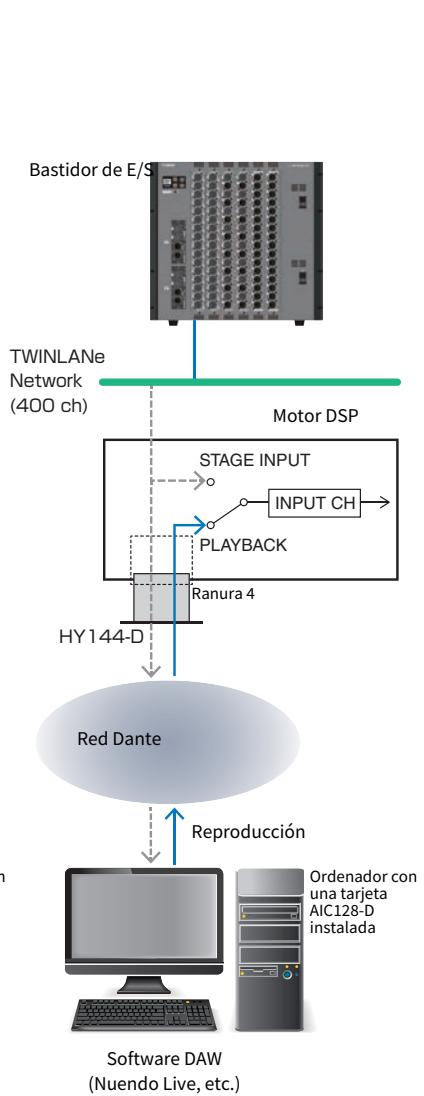 Bastidor de E/S
TWINLANe
Network
(400 ch)
Motor DSP
STAGE INPUT
INPUT CH
PLAYBACK
Ranura 4
HY144-D
Red Dante
Reproducción
n
Ordenador con
una tarjeta
AIC128-D
instalada
Software DAW
(Nuendo Live, etc.)